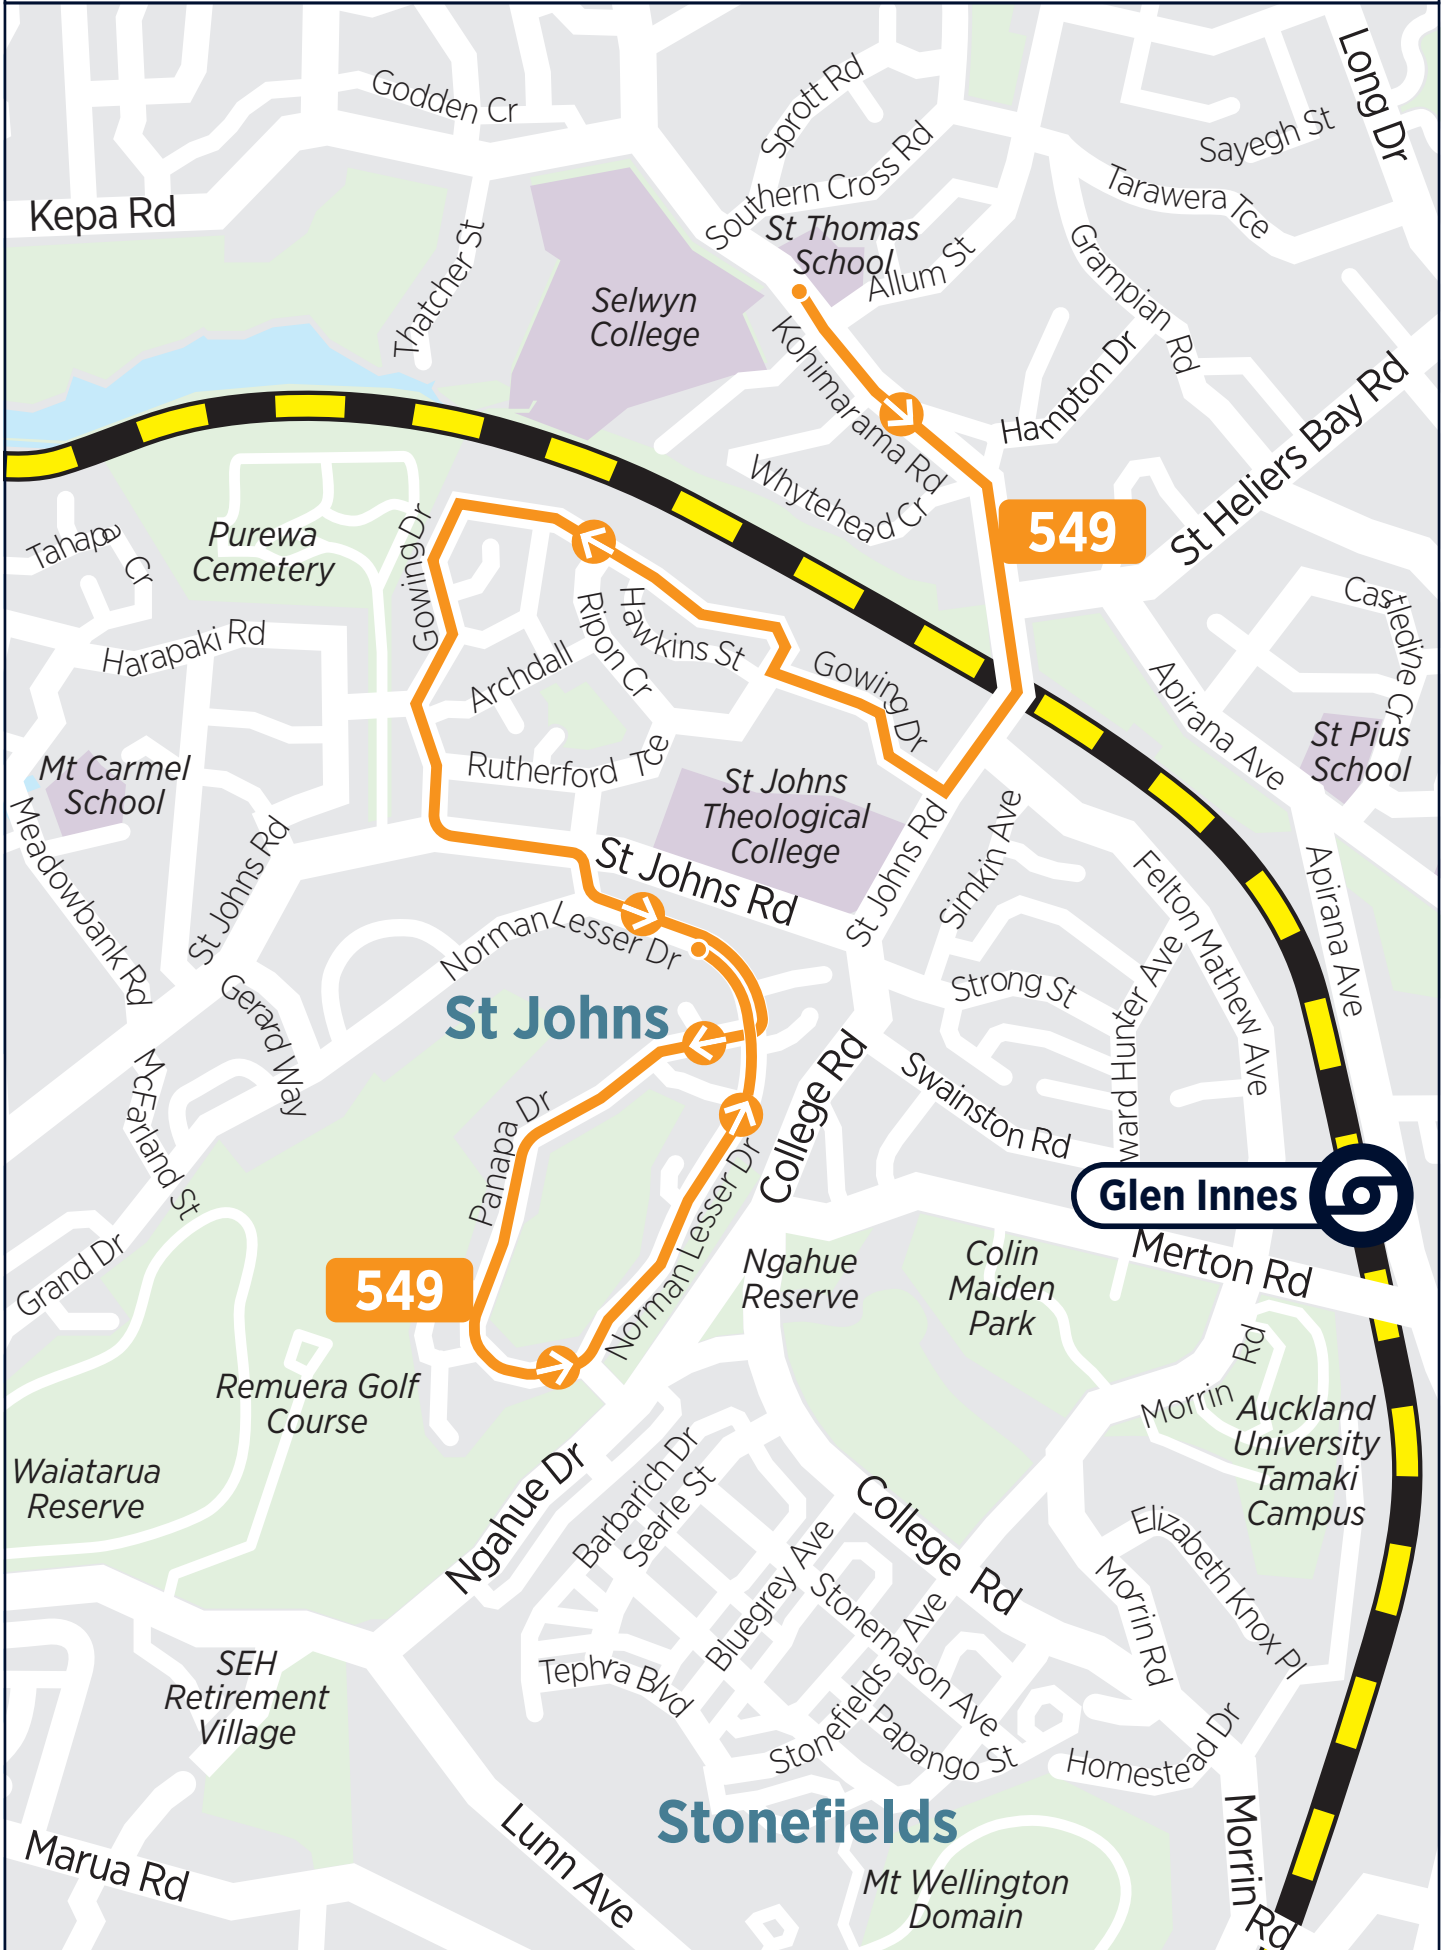 Long Dr
Sprott Rd
Godden Cr
Sayegh St
Southern Cross Rd
Tarawera Tce
Kepa Rd
St Thomas
School
Allum St
Thatcher St
Grampian Rd
Selwyn
College
Kohimarama Rd
Hampton Dr
St Heliers Bay Rd
Whytehead Cr
549
Gowing Dr
Purewa
Cemetery
Tahapa Cr
Castledine Cr
Ripon Cr
Hawkins St
Harapaki Rd
Archdall
Gowing Dr
Apirana Ave
St Pius
School
Rutherford Tce
Mt Carmel
School
St Johns
Theological
College
Meadowbank Rd
St Johns Rd
St Johns Rd
St Johns Rd
Simkin Ave
Felton Mathew Ave
Apirana Ave
Norman Lesser Dr
Gerard Way
Strong St
ward Hunter Ave
St Johns
College Rd
Swainston Rd
McFarland St
Panapa Dr
Norman Lesser Dr
Glen Innes
Grand Dr
Merton Rd
Ngahue
Reserve
Colin
Maiden
Park
549
Morrin Rd
Remuera Golf
Course
Auckland
University
Tamaki
Campus
Waiatarua
Reserve
Ngahue Dr
Barbarich Dr
Searle St
College Rd
Elizabeth Knox Pl
Bluegrey Ave
Stonemason Ave
Morrin Rd
Stonefields Ave
SEH
Retirement
Village
Tephra Blvd
Papango St
Homestead Dr
Stonefields
Lunn Ave
Marua Rd
Mt Wellington
Domain
Morrin Rd